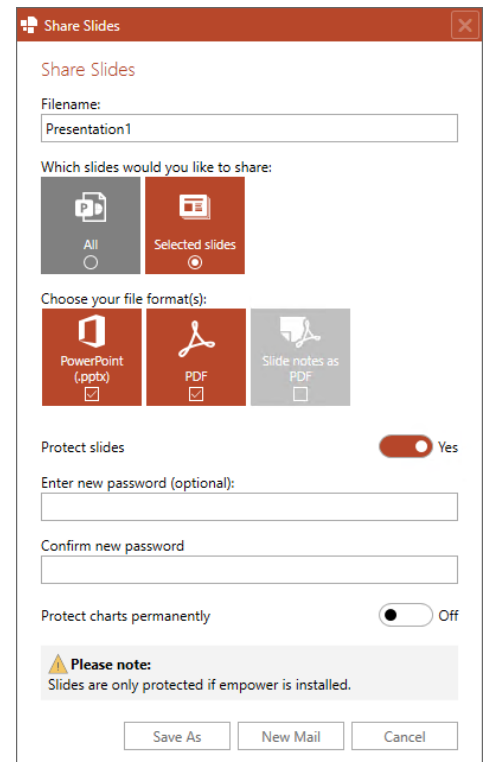 Share Slides
Share Slides
Filename:
Presentation1
Which slides would you like to share:
All
Selected slides
Choose your file format(s):
PowerPoint
(.pptx)
PDF
Slide notes as
PDF
Protect slides
Yes
Enter new password (optional):
Confirm new password
Protect charts permanently
Off
Please note:
Slides are only protected if empower is installed.
Save As
New Mail
Cancel